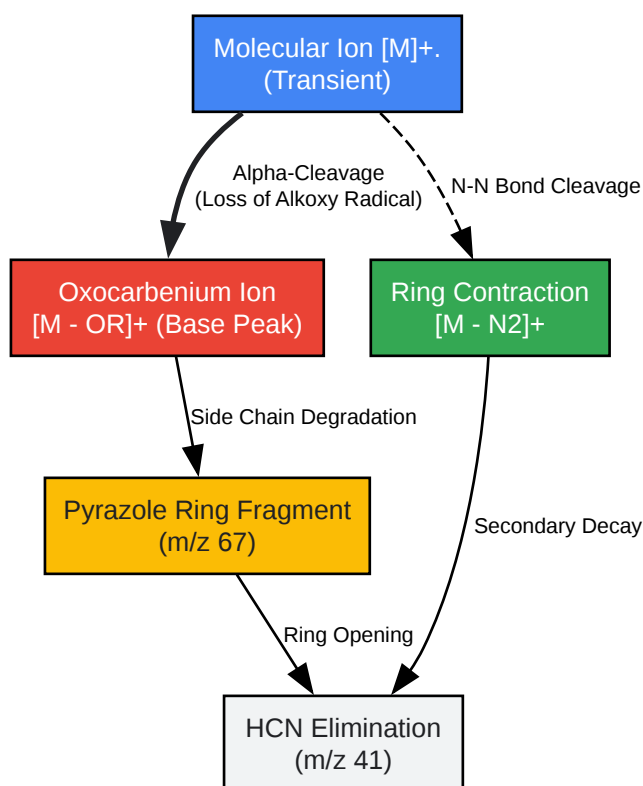 Molecular Ion [M]+.
(Transient)
Alpha-Cleavage
(Loss of Alkoxy Radical)
N-N Bond Cleavage
Oxocarbenium Ion
[M - OR]+ (Base Peak)
Ring Contraction
[M - N2]+
Side Chain Degradation
Pyrazole Ring Fragment
(m/z 67)
Secondary Decay
Ring Opening
HCN Elimination
(m/z 41)